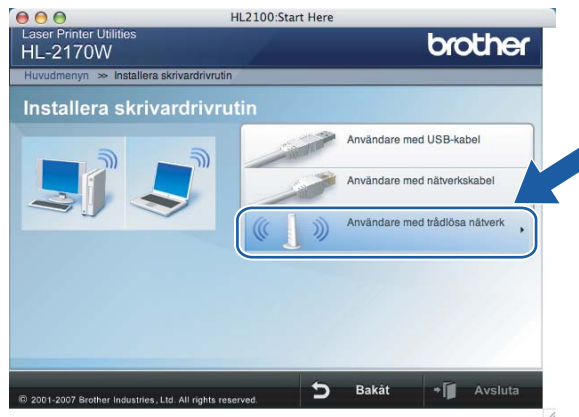 HL2100:Start Here
Laser Printer Utilities
HL-2170W
brother
Huvudmenyn >> Installera skrivardrivrutin
Installera skrivardrivrutin
Användare med USB-kabel
Användare med nätverkskabel
Användare med trådlösa nätverk
© 2001-2007 Brother Industries, Ltd. All rights reserved.
Bakåt
Avsluta